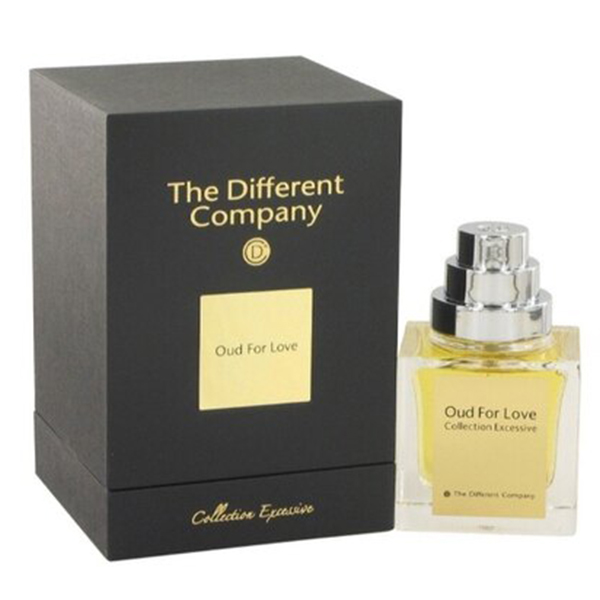 The Different
Company
Oud For Love
Collection Excessive
Oud For Love
Collection Excessive
The Different Company